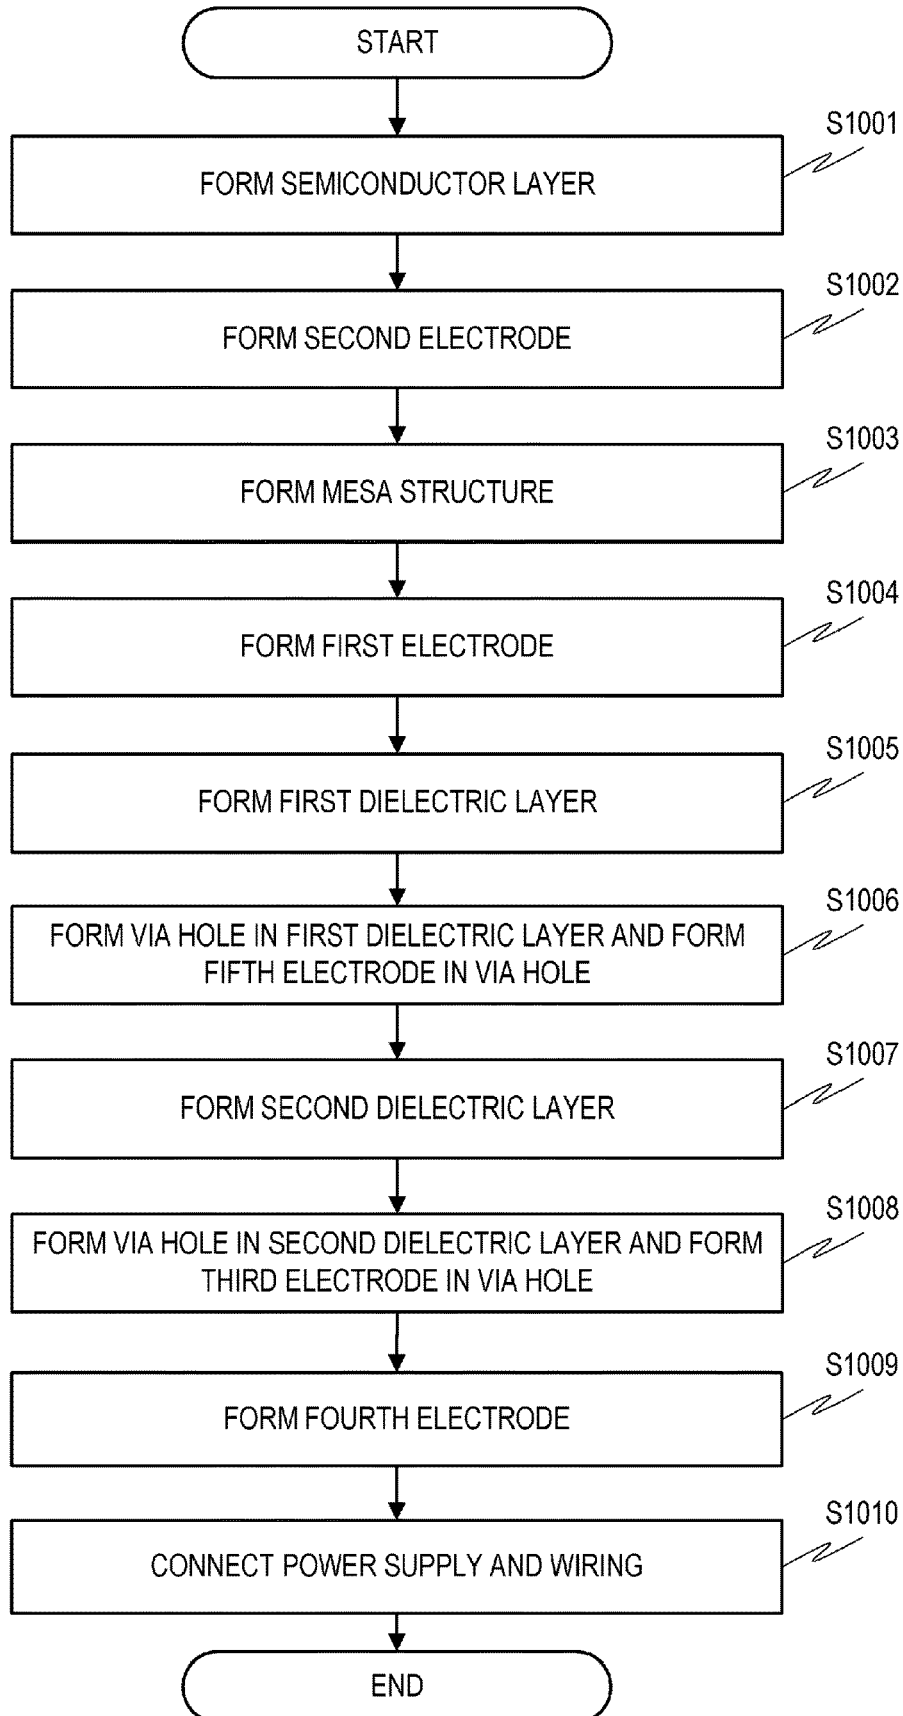 START
S1001
FORM SEMICONDUCTOR LAYER
S1002
FORM SECOND ELECTRODE
S1003
FORM MESA STRUCTURE
S1004
FORM FIRST ELECTRODE
S1005
FORM FIRST DIELECTRIC LAYER
S1006
FORM VIA HOLE IN FIRST DIELECTRIC LAYER AND FORM
FIFTH ELECTRODE IN VIA HOLE
S1007
FORM SECOND DIELECTRIC LAYER
S1008
FORM VIA HOLE IN SECOND DIELECTRIC LAYER AND FORM
THIRD ELECTRODE IN VIA HOLE
S1009
FORM FOURTH ELECTRODE
S1010
CONNECT POWER SUPPLY AND WIRING
END